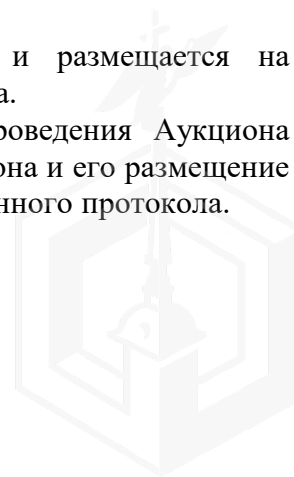 и размещается на
а.
роведения Аукциона
она и его размещение
нного протокола.